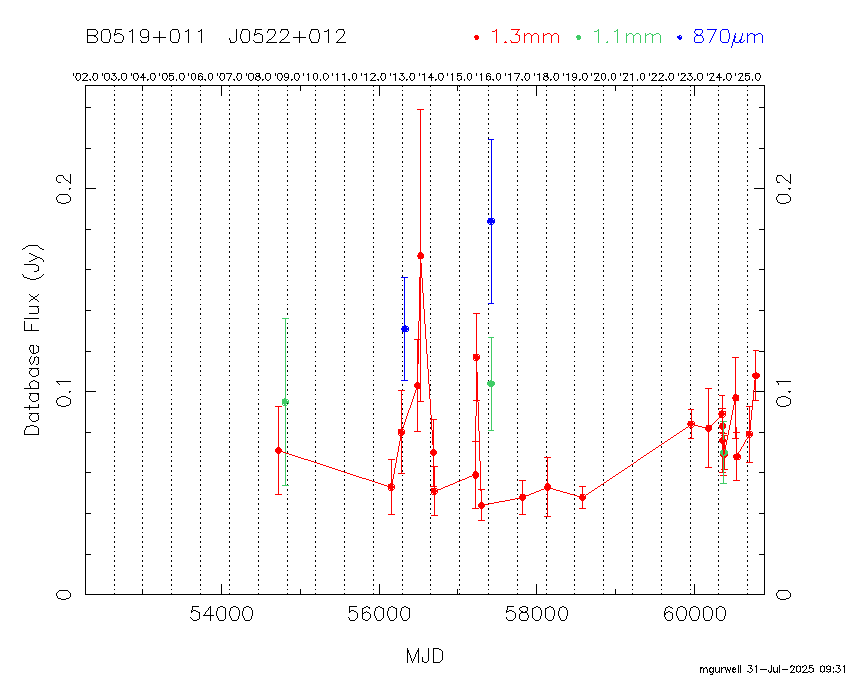 B0519+011 J0522+012 1.3mm 1.1mm 870μm
'02.0 '03.0 '04.0 '05.0 '06.0 '07.0 '08.0 '09.0 '10.0 '11.0 '12.0 '13.0 '14.0 '15.0 '16.0 '17.0 '18.0 '19.0 '20.0 '21.0 '22.0 '23.0 '24.0 '25.0
0.2 0.2
Database Flux (Jy)
0.1 0.1
0 0
54000 56000 58000 60000
MJD
mgurwell 31-Jul-2025 09:31